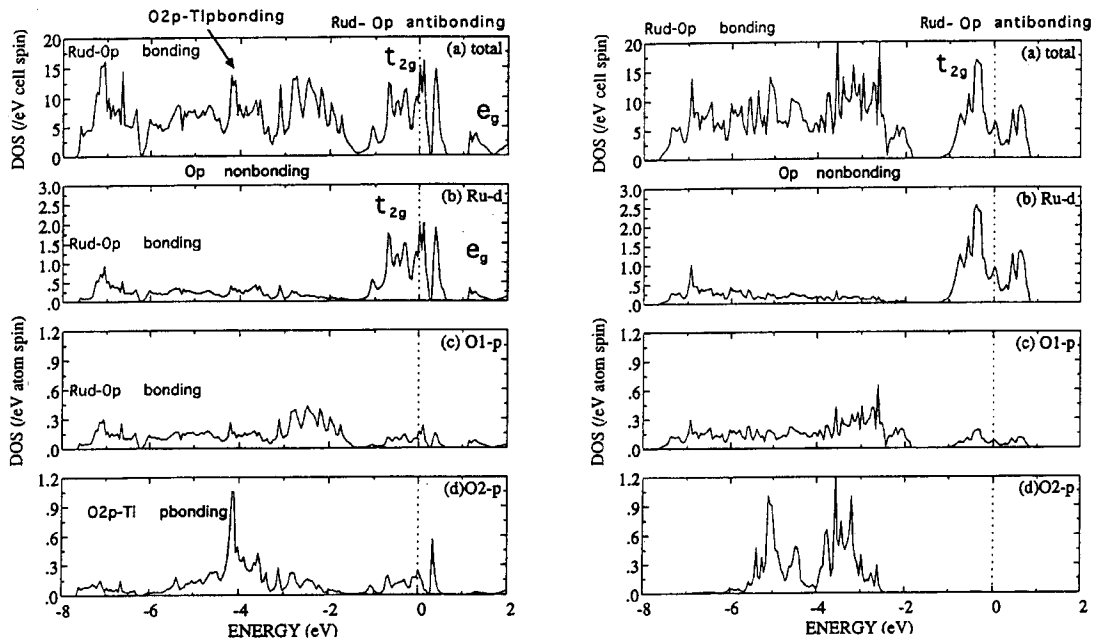 O2p-Tlpbonding
Rud- Op antibonding
Rud-Op bonding
(a) total
t2g
eg
20
15
10
5
0
DOS (/eV cell spin)
Op nonbonding
(b) Ru-d
t2g
Rud-Op bonding
eg
3.0
2.5
2.0
1.5
1.0
.5
.0
(c) O1-p
Rud-Op bonding
1.2
.9
.6
.3
0
DOS (/eV atom spin)
(d)O2-p
O2p-Tl pbonding
1.2
.9
.6
.3
.0
-8 -6 -4 -2 0 2
ENERGY (eV)
Rud-Op bonding
Rud- Op antibonding
(a) total
t2g
20
15
10
5
0
DOS (/eV cell spin)
Op nonbonding
(b) Ru-d
3.0
2.5
2.0
1.5
1.0
.5
.0
(c) O1-p
1.2
.9
.6
.3
0
DOS (/eV atom spin)
(d)O2-p
1.2
.9
.6
.3
.0
-8 -6 -4 -2 0 2
ENERGY (eV)